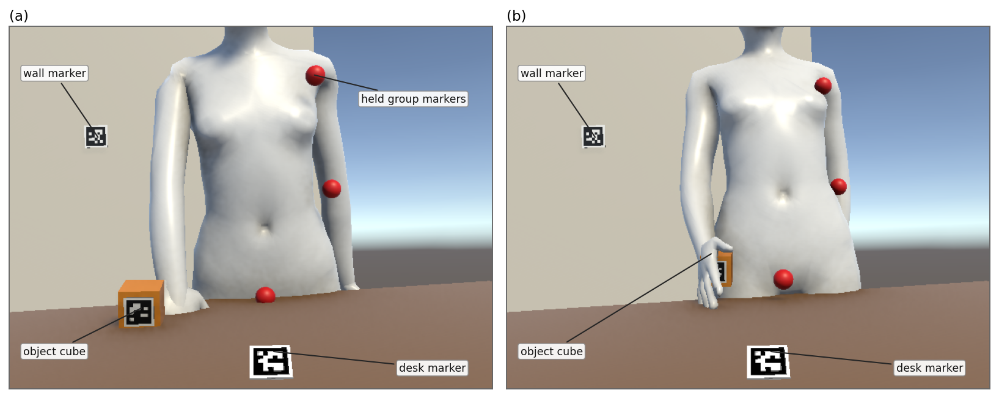 (a)
wall marker
held group markers
object cube
desk marker
(b)
wall marker
object cube
desk marker